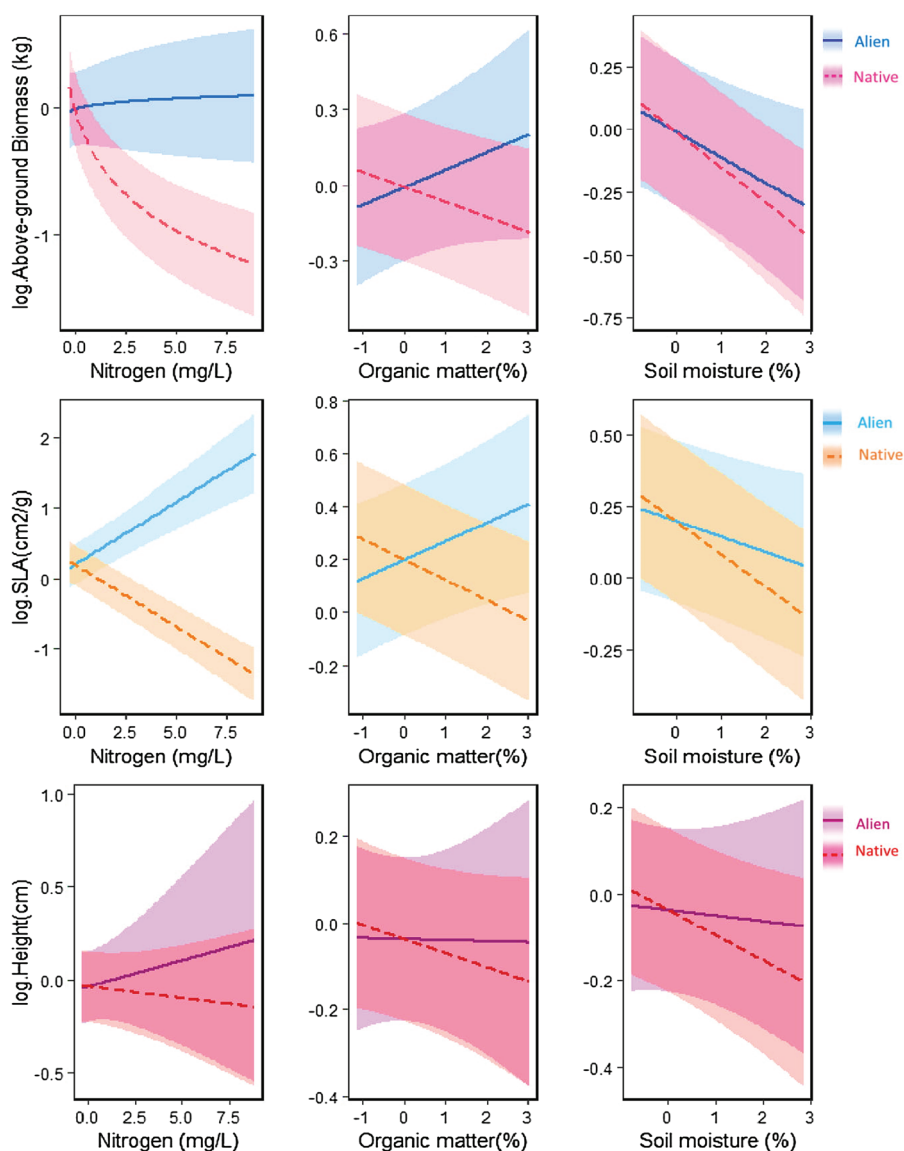 log.Above-ground Biomass (kg)
0
-1
0.0 2.5 5.0 7.5
Nitrogen (mg/L)
0.6
0.3
0.0
-0.3
-1 0 1 2 3
Organic matter(%)
0.25
0.00
-0.25
-0.50
-0.75
0 1 2 3
Soil moisture (%)
Alien
Native
log.SLA(cm2/g)
2
1
0
-1
0.0 2.5 5.0 7.5
Nitrogen (mg/L)
0.8
0.6
0.4
0.2
0.0
-0.2
-1 0 1 2 3
Organic matter(%)
0.50
0.25
0.00
-0.25
0 1 2 3
Soil moisture (%)
Alien
Native
log.Height(cm)
1.0
0.5
0.0
-0.5
0.0 2.5 5.0 7.5
Nitrogen (mg/L)
0.2
0.0
-0.2
-0.4
-1 0 1 2 3
Organic matter(%)
0.2
0.0
-0.2
-0.4
0 1 2 3
Soil moisture (%)
Alien
Native